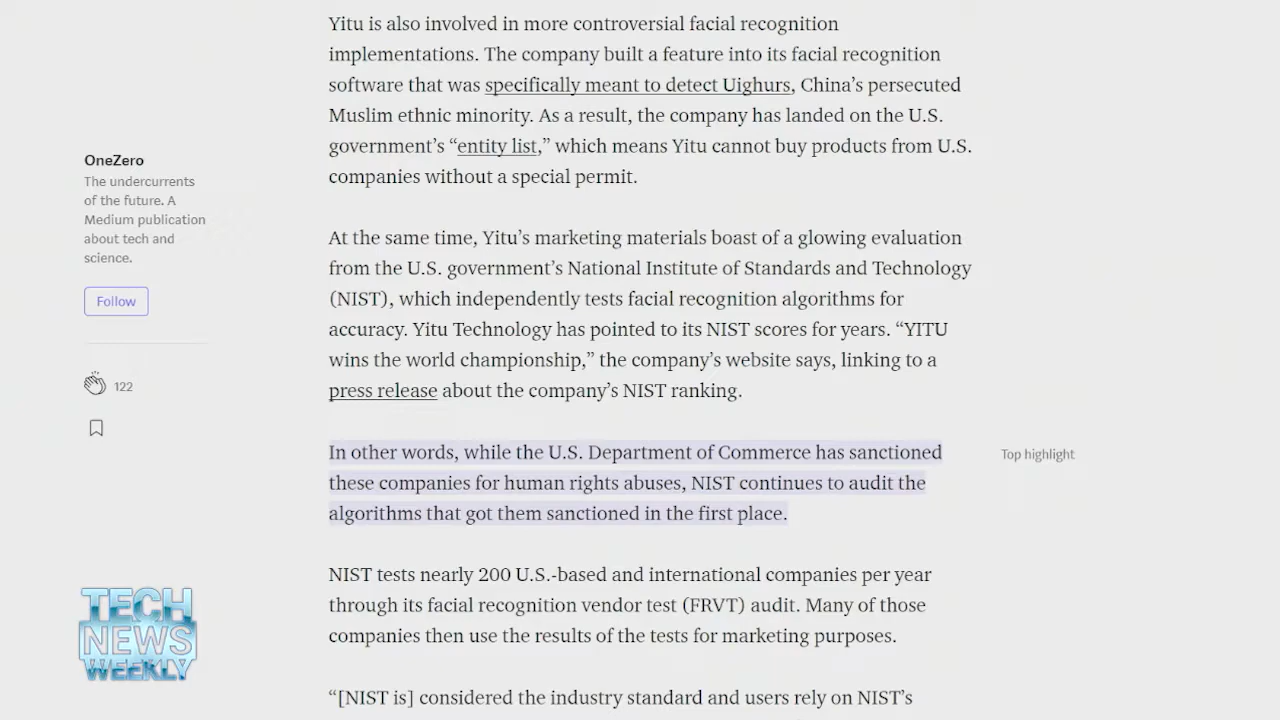 Yitu is also involved in more controversial facial recognition
implementations. The company built a feature into its facial recognition
software that was specifically meant to detect Uighurs, China’s persecuted
Muslim ethnic minority. As a result, the company has landed on the U.S.
government’s “entity list,” which means Yitu cannot buy products from U.S.
companies without a special permit.
OneZero
The undercurrents
of the future. A
Medium publication
about tech and
science.
Follow
122
At the same time, Yitu’s marketing materials boast of a glowing evaluation
from the U.S. government’s National Institute of Standards and Technology
(NIST), which independently tests facial recognition algorithms for
accuracy. Yitu Technology has pointed to its NIST scores for years. “YITU
wins the world championship,” the company’s website says, linking to a
press release about the company’s NIST ranking.
In other words, while the U.S. Department of Commerce has sanctioned
these companies for human rights abuses, NIST continues to audit the
algorithms that got them sanctioned in the first place.
Top highlight
NIST tests nearly 200 U.S.-based and international companies per year
through its facial recognition vendor test (FRVT) audit. Many of those
companies then use the results of the tests for marketing purposes.
“[NIST is] considered the industry standard and users rely on NIST’s
TECH
NEWS
WEEKLY